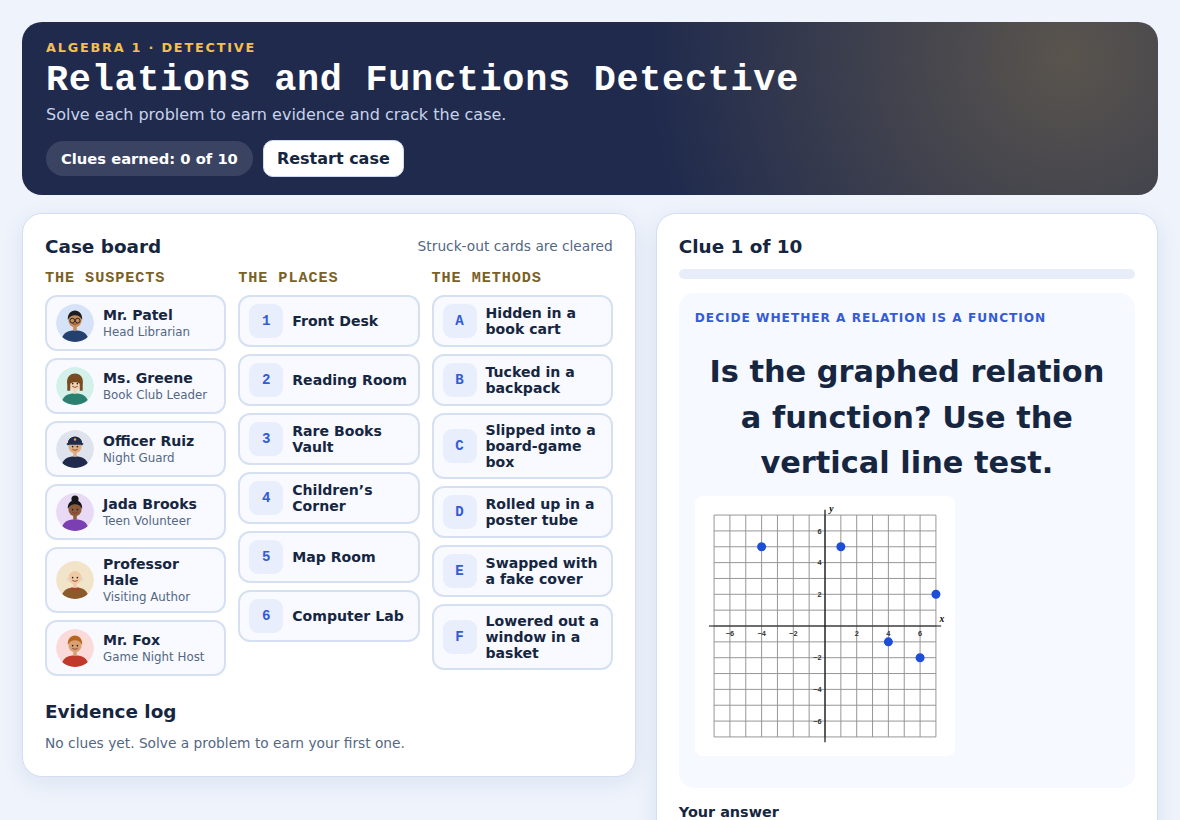 ALGEBRA 1 · DETECTIVE
Relations and Functions Detective
Solve each problem to earn evidence and crack the case.
Clues earned: 0 of 10
Restart case
Case board
Struck-out cards are cleared
THE SUSPECTS
Mr. Patel
Head Librarian
Ms. Greene
Book Club Leader
Officer Ruiz
Night Guard
Jada Brooks
Teen Volunteer
Professor
Hale
Visiting Author
Mr. Fox
Game Night Host
THE PLACES
1
Front Desk
2
Reading Room
3
Rare Books
Vault
4
Children’s
Corner
5
Map Room
6
Computer Lab
THE METHODS
A
Hidden in a
book cart
B
Tucked in a
backpack
C
Slipped into a
board-game
box
D
Rolled up in a
poster tube
E
Swapped with
a fake cover
F
Lowered out a
window in a
basket
Evidence log
No clues yet. Solve a problem to earn your first one.
Clue 1 of 10
DECIDE WHETHER A RELATION IS A FUNCTION
Is the graphed relation
a function? Use the
vertical line test.
y
6
4
2
x
−6 −4 −2 2 4 6
−2
−4
−6
Your answer